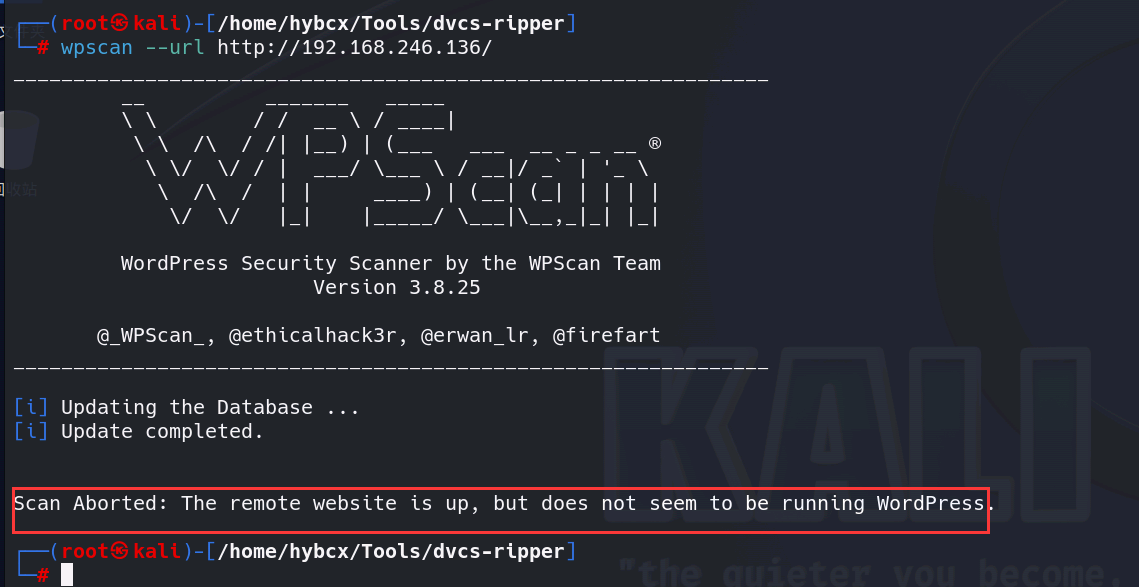 ┌──(root㉿kali)-[/home/hybcx/Tools/dvcs-ripper]
└─# wpscan --url http://192.168.246.136/
_______________________________________________________________
         __          _______   _____
         \ \        / /  __ \ / ____|
          \ \  /\  / /| |__) | (___   ___  __ _ _ __ ®
           \ \/  \/ / |  ___/ \___ \ / __|/ _` | '_ \
            \  /\  /  | |     ____) | (__| (_| | | | |
             \/  \/   |_|    |_____/ \___|\__,_|_| |_|
WordPress Security Scanner by the WPScan Team
Version 3.8.25
@_WPScan_, @ethicalhack3r, @erwan_lr, @firefart
_______________________________________________________________
[i] Updating the Database ...
[i] Update completed.
Scan Aborted: The remote website is up, but does not seem to be running WordPress.
┌──(root㉿kali)-[/home/hybcx/Tools/dvcs-ripper]
└─#
KALI
"the quieter you become,
回收站